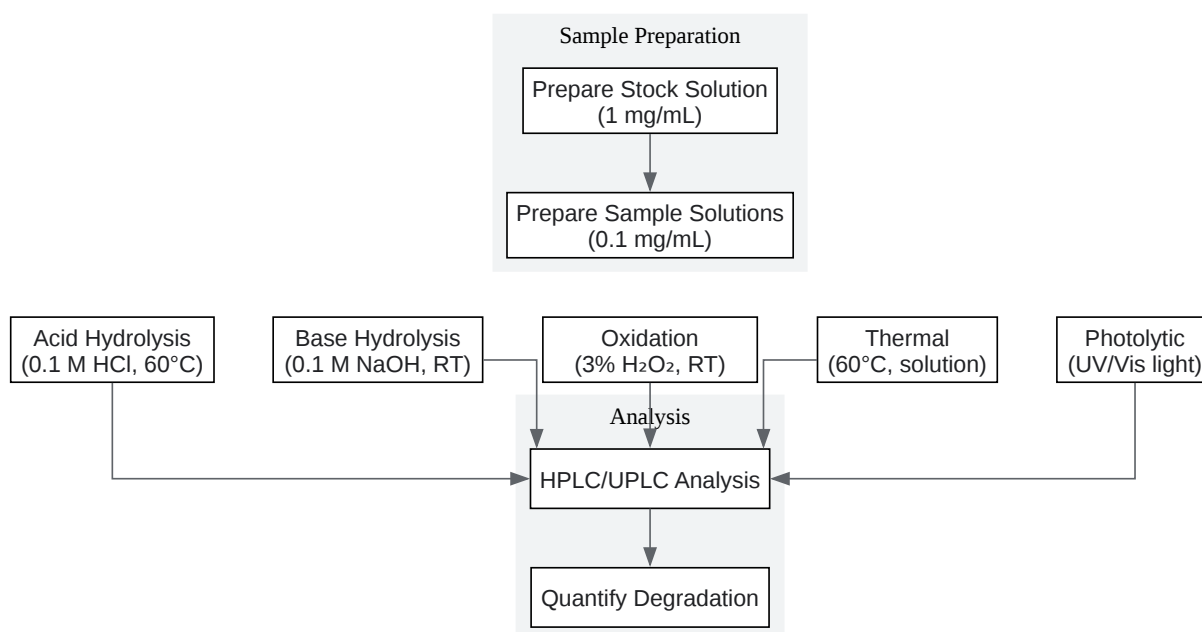 Sample Preparation
Prepare Stock Solution
(1 mg/mL)
Prepare Sample Solutions
(0.1 mg/mL)
Acid Hydrolysis
(0.1 M HCl, 60°C)
Base Hydrolysis
(0.1 M NaOH, RT)
Oxidation
(3% H₂O₂, RT)
Thermal
(60°C, solution)
Photolytic
(UV/Vis light)
Analysis
HPLC/UPLC Analysis
Quantify Degradation